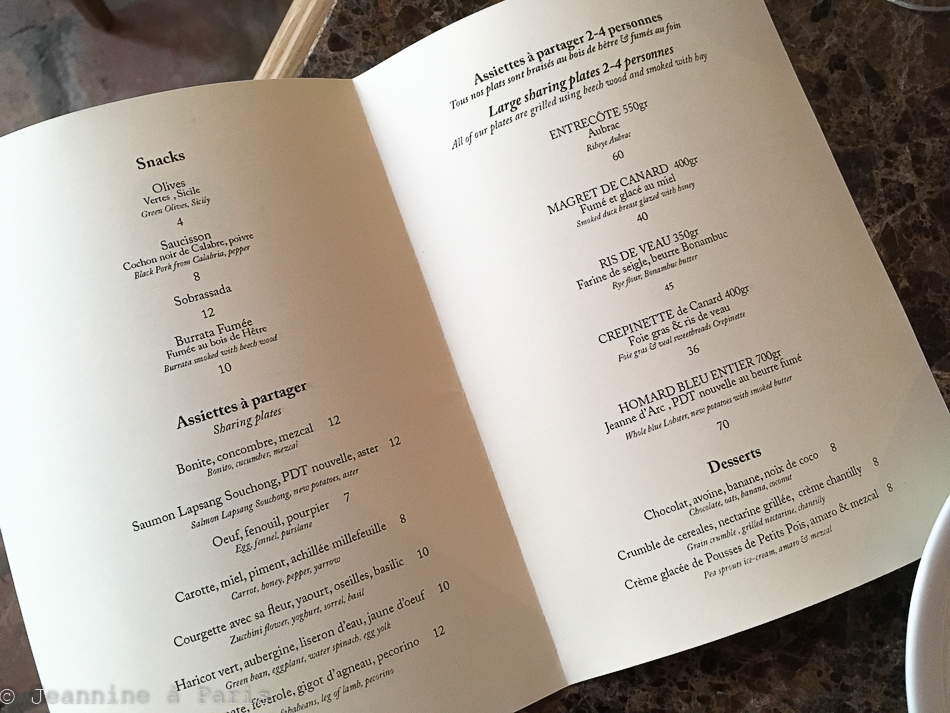 Snacks
Olives
Vertes , Sicile
Green Olives, Sicily
4
Saucisson
Cochon noir de Calabre, poivre
Black Pork from Calabria, pepper
8
Sobrassada
12
Burrata Fumée
Fumée au bois de Hêtre
Burrata smoked with beech wood
10
Assiettes à partager
Sharing plates
Bonite, concombre, mezcal 12
Bonito, cucumber, mezcal
Saumon Lapsang Souchong, PDT nouvelle, aster 12
Salmon Lapsang Souchong, new potatoes, aster
Oeuf, fenouil, pourpier 7
Egg, fennel, purslane
Carotte, miel, piment, achillée millefeuille 8
Carrot, honey, pepper, yarrow
Courgette avec sa fleur, yaourt, oseilles, basilic 10
Zucchini flower, yoghurt, sorrel, basil
Haricot vert, aubergine, liseron d'eau, jaune d'oeuf 10
Green bean, eggplant, water spinach, egg yolk
féverole, gigot d'agneau, pecorino 12
leg of lamb, pecorino
Assiettes à partager 2-4 personnes
Tous nos plats sont braisés au bois de hêtre & fumés au foin
Large sharing plates 2-4 personnes
All of our plates are grilled using beech wood and smoked with hay
ENTRECÔTE 550gr
Aubrac
Ribeye Aubrac
60
MAGRET DE CANARD 400gr
Fumé et glacé au miel
Smoked duck breast glazed with honey
40
RIS DE VEAU 350gr
Farine de seigle, beurre Bonambuc
Rye flour, Bonambuc butter
45
CREPINETTE de Canard 400gr
Foie gras & ris de veau
Foie gras & veal sweetbreads Crepinette
36
HOMARD BLEU ENTIER 700gr
Jeanne d'Arc , PDT nouvelle au beurre fumé
Whole blue Lobster, new potatoes with smoked butter
70
Desserts
Chocolat, avoine, banane, noix de coco 8
Chocolate, oats, banana, coconut
Crumble de cereales, nectarine grillée, crème chantilly 8
Grain crumble , grilled nectarine, chantilly
Crème glacée de Pousses de Petits Pois, amaro & mezcal 8
Pea sprouts ice-cream, amaro & mezcal
© Jeannine à Paris